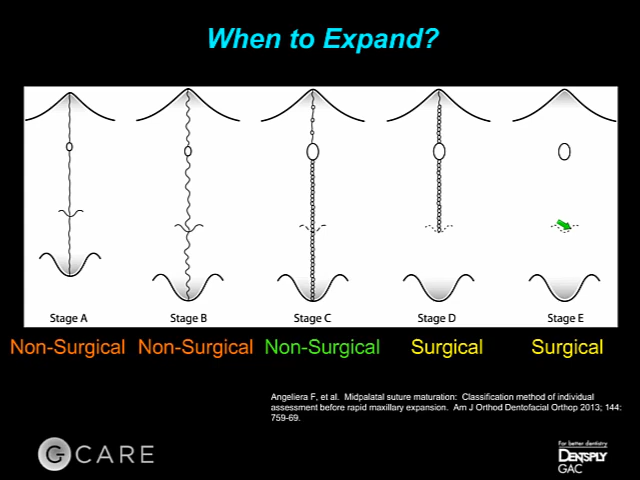 When to Expand?
Stage A
Stage B
Stage C
Stage D
Stage E
Non-Surgical
Non-Surgical
Non-Surgical
Surgical
Surgical
Angeliera F, et al.  Midpalatal suture maturation:  Classification method of individual
assessment before rapid maxillary expansion.  Am J Orthod Dentofacial Orthop 2013; 144:
759-69.
G CARE
For better dentistry
DENTSPLY
GAC